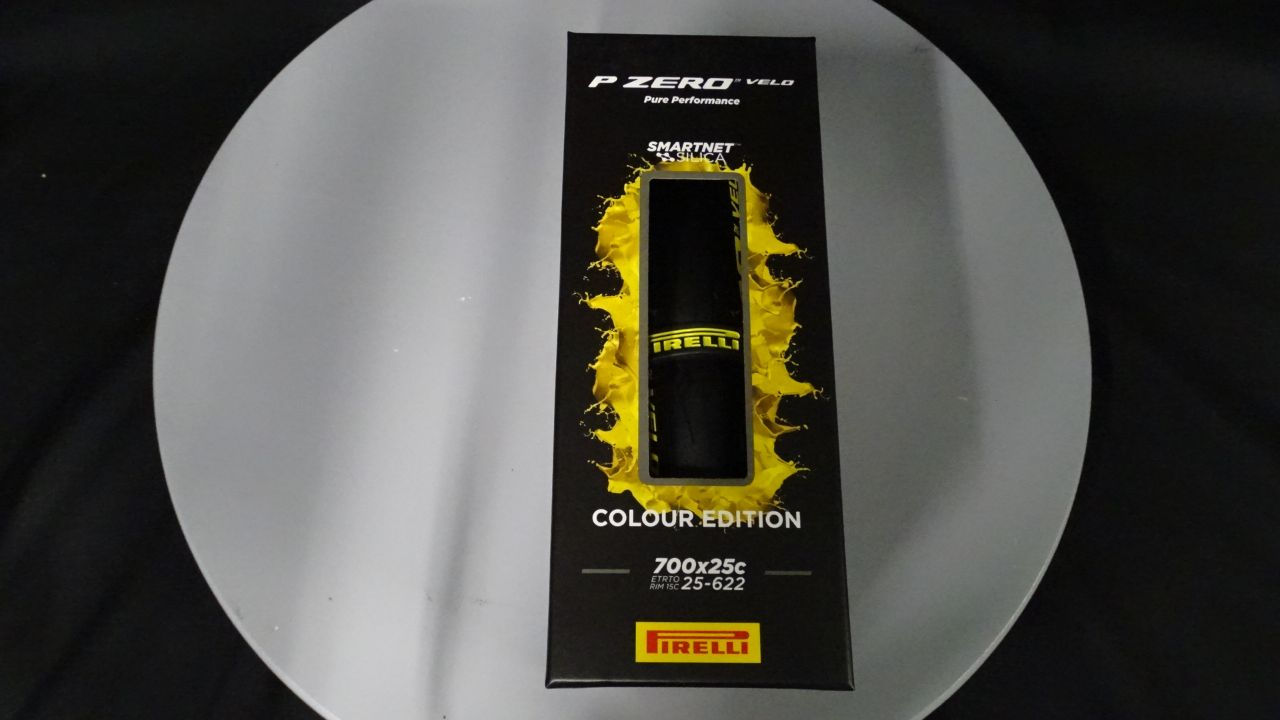 P ZERO™ VELO
Pure Performance
SMARTNET™
SILICA
PIRELLI
COLOUR EDITION
700x25c
ETRTO
RIM 15C 25-622
PIRELLI